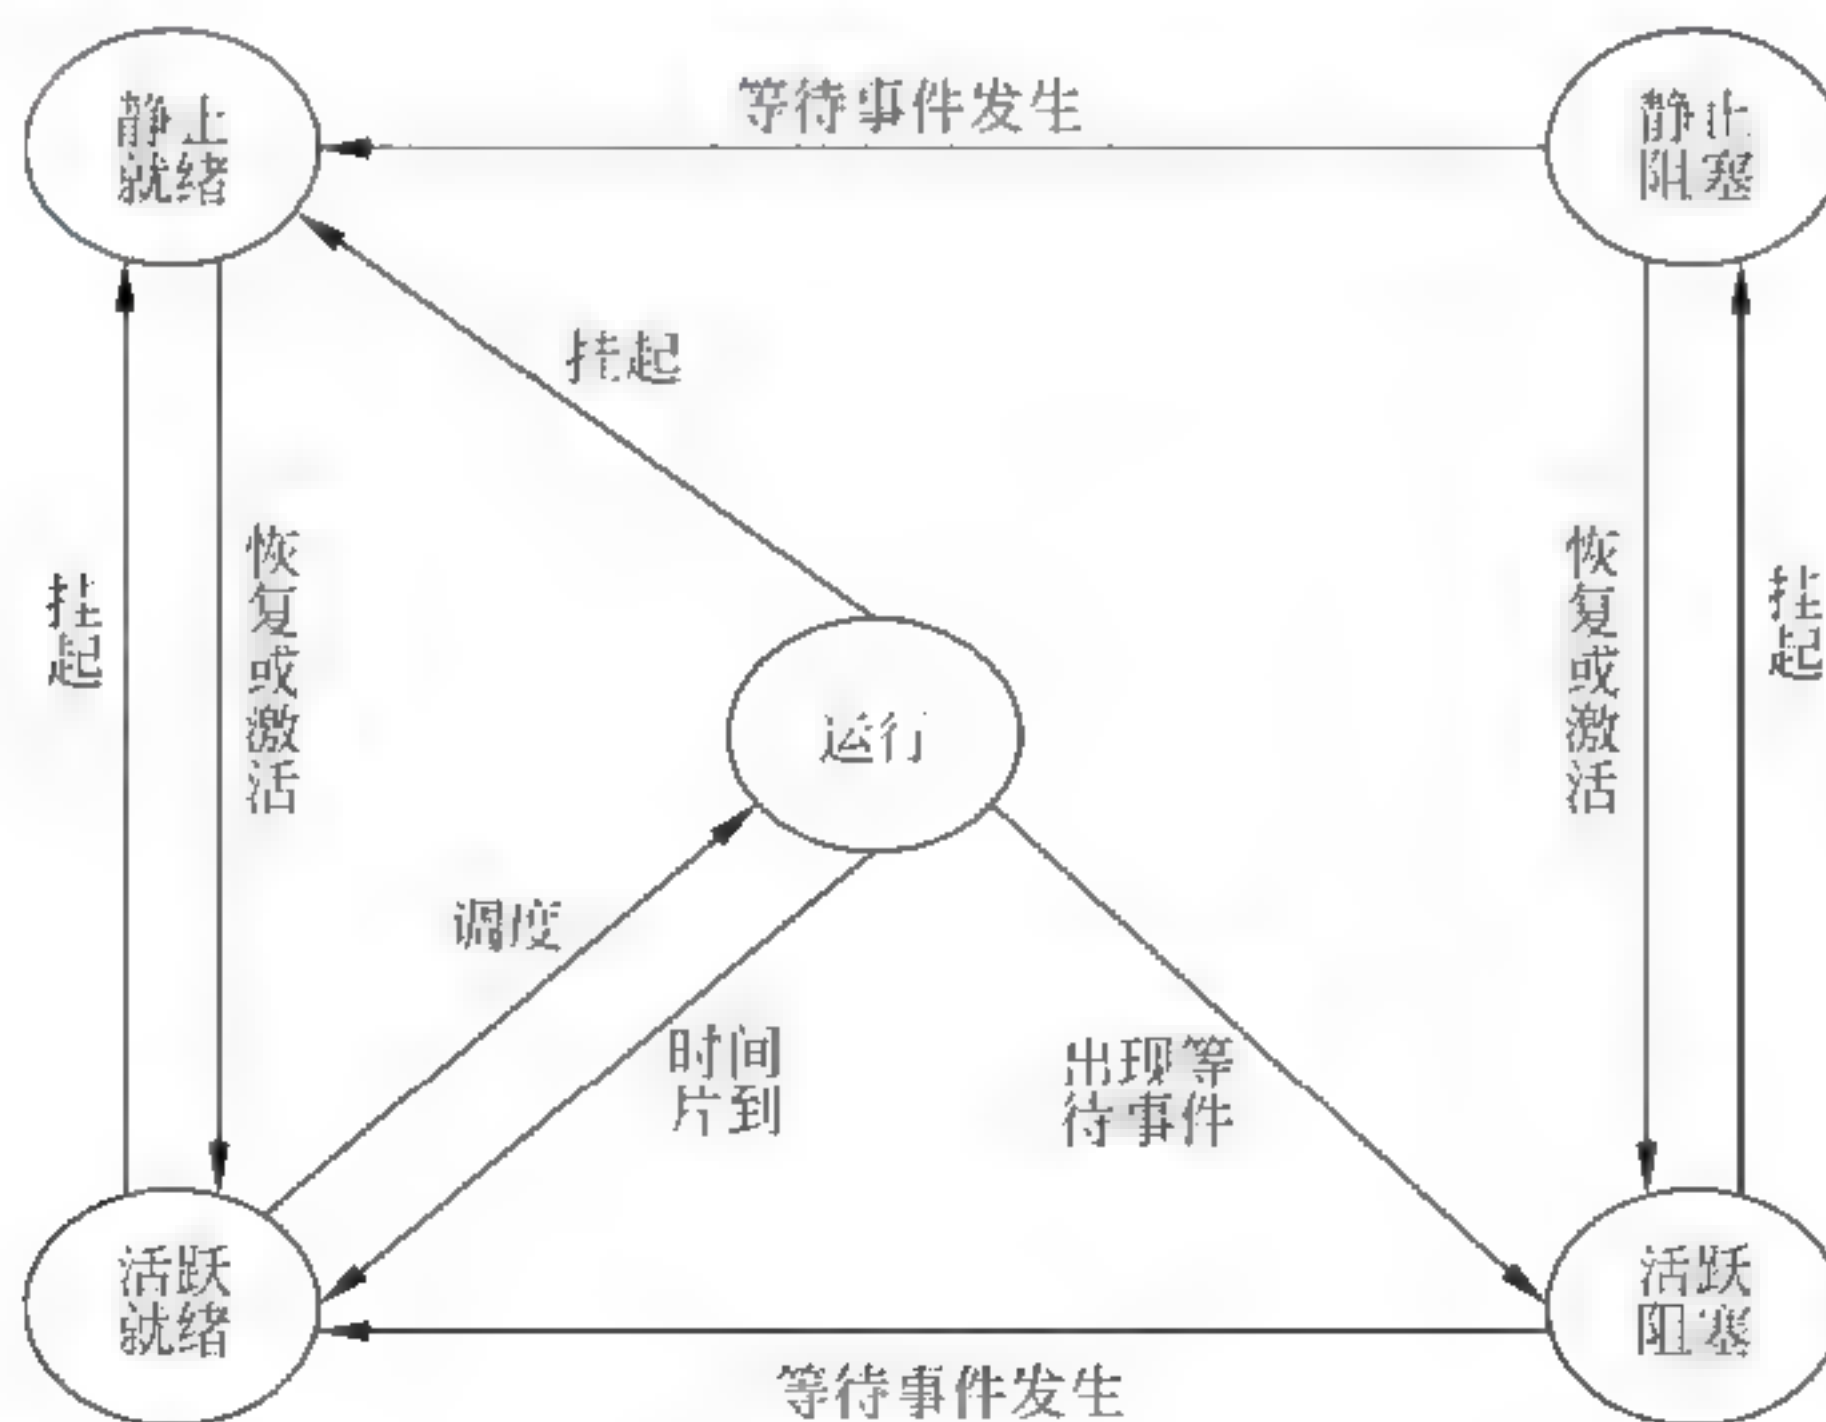 静止
就绪
等待事件发生
静止
阻塞
挂起
挂起
恢复或激活
运行
恢复或激活
挂起
调度
时间
片到
出现等
待事件
活跃
就绪
活跃
阻塞
等待事件发生